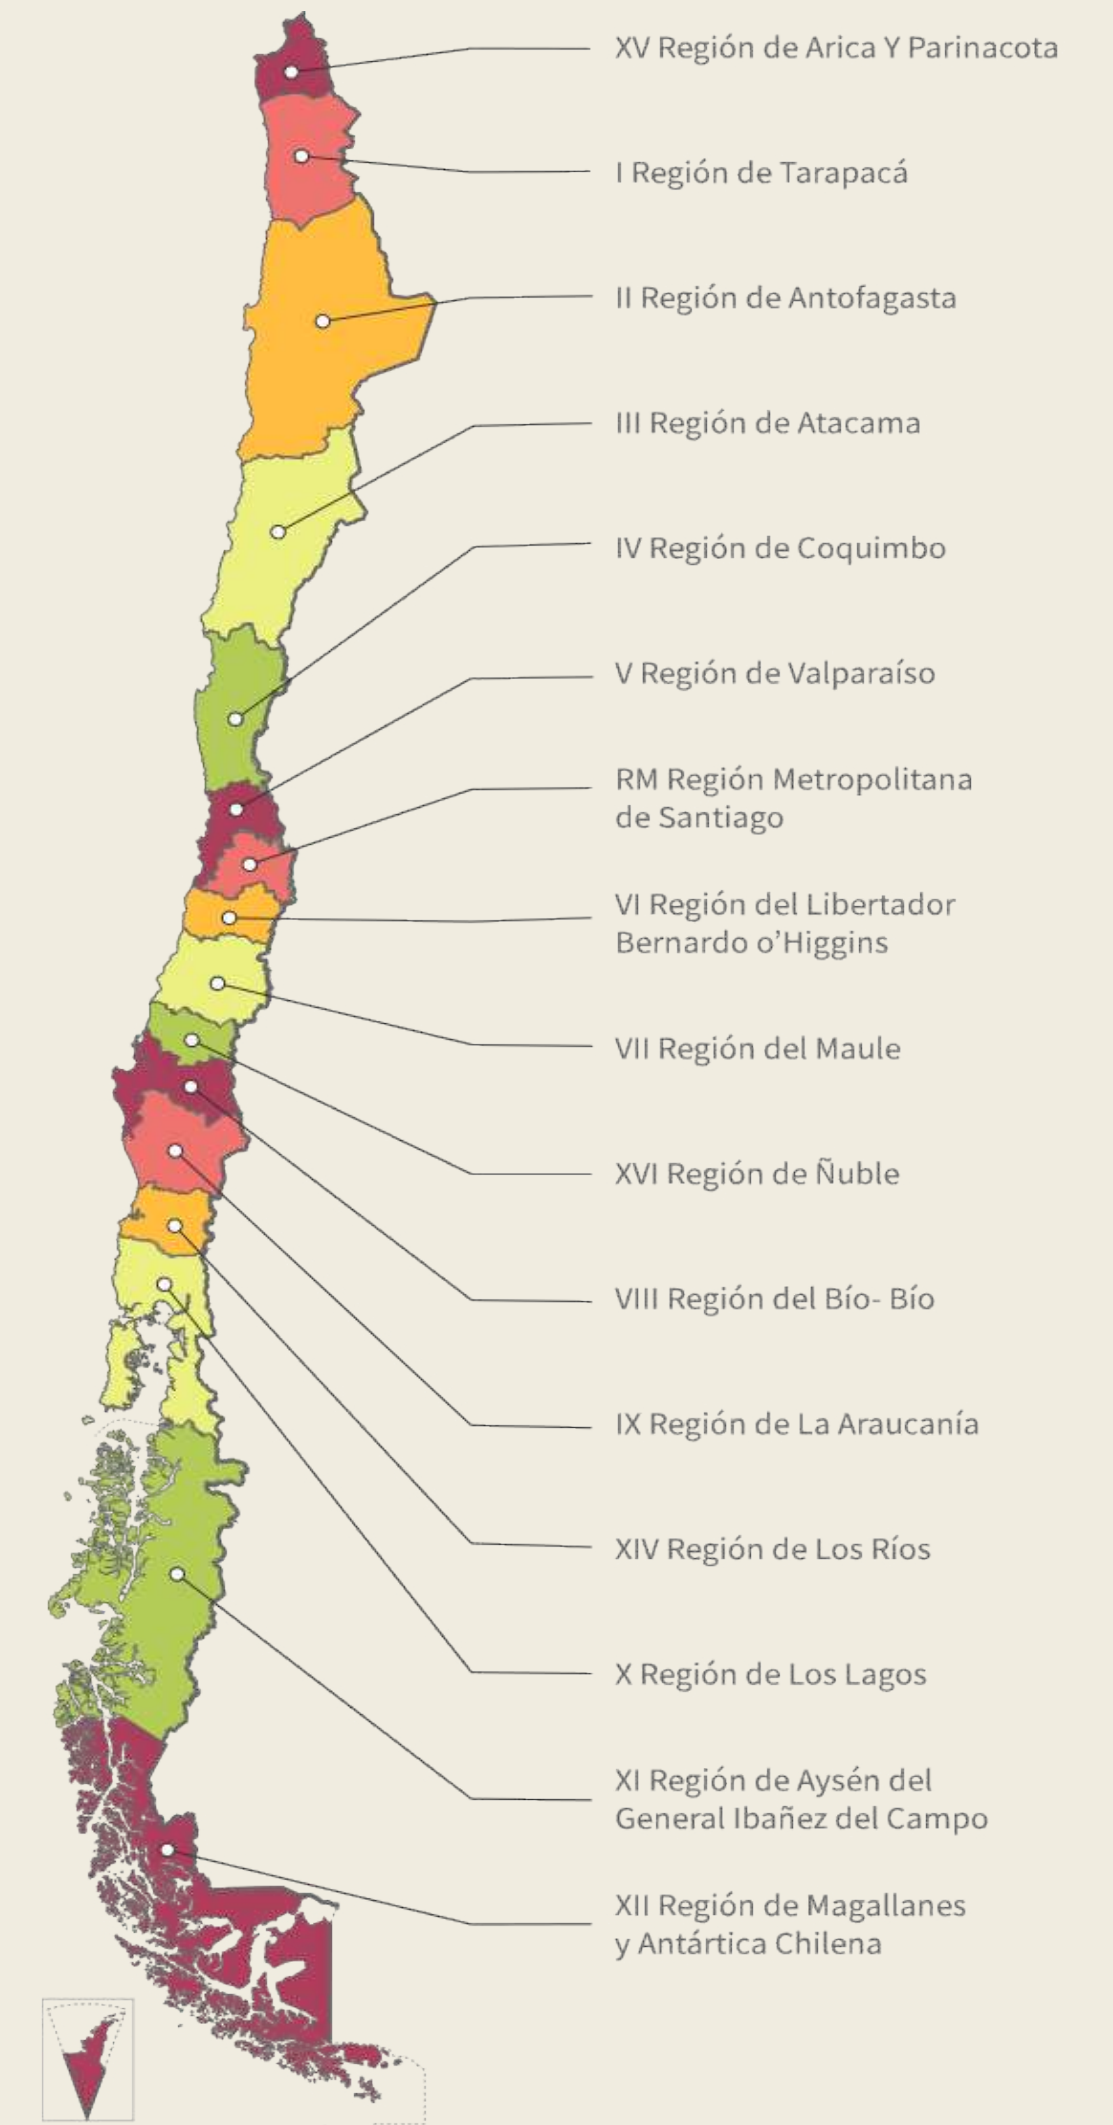 XV Región de Arica Y Parinacota
I Región de Tarapacá
II Región de Antofagasta
III Región de Atacama
IV Región de Coquimbo
V Región de Valparaíso
RM Región Metropolitana
de Santiago
VI Región del Libertador
Bernardo o’Higgins
VII Región del Maule
XVI Región de Ñuble
VIII Región del Bío- Bío
IX Región de La Araucanía
XIV Región de Los Ríos
X Región de Los Lagos
XI Región de Aysén del
General Ibañez del Campo
XII Región de Magallanes
y Antártica Chilena